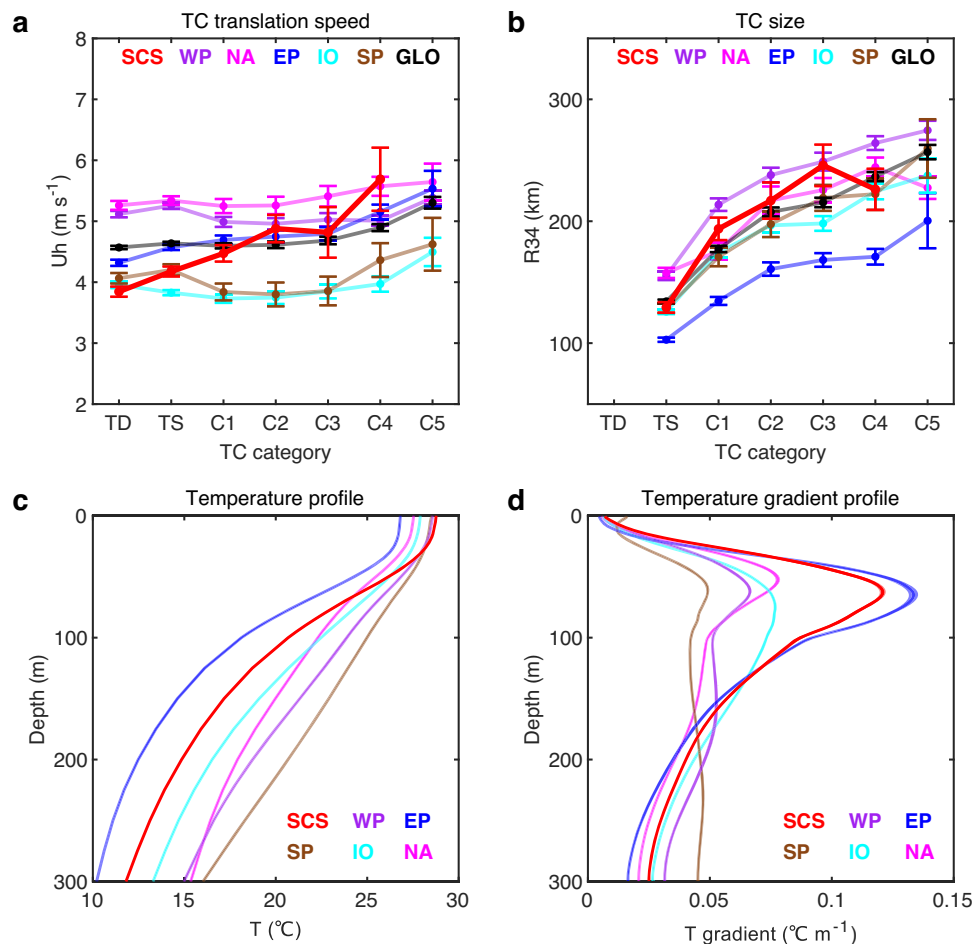 a
TC translation speed
8
7
6
5
4
3
2
Uh (m s⁻¹)
SCS WP NA EP IO SP GLO
TD TS C1 C2 C3 C4 C5
TC category
b
TC size
300
200
100
R34 (km)
SCS WP NA EP IO SP GLO
TD TS C1 C2 C3 C4 C5
TC category
c
Temperature profile
0
100
200
300
Depth (m)
SCS WP EP
SP IO NA
10 15 20 25 30
T (℃)
d
Temperature gradient profile
0
100
200
300
Depth (m)
SCS WP EP
SP IO NA
0 0.05 0.1 0.15
T gradient (℃ m⁻¹)